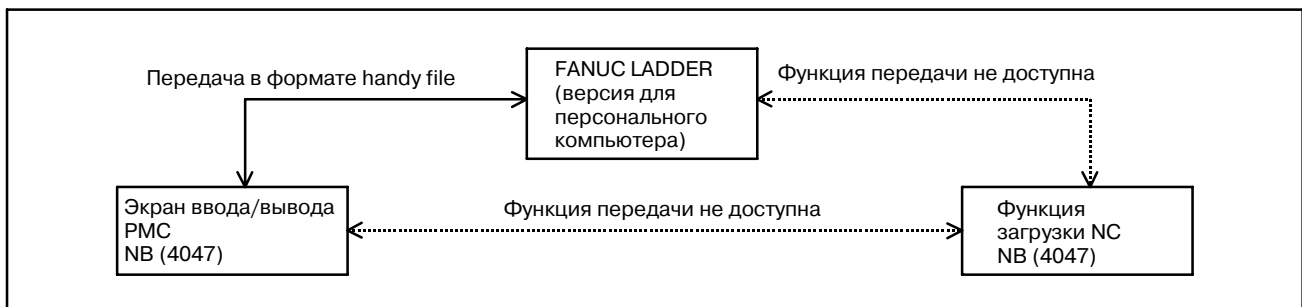 Передача в формате handy file
FANUC LADDER
(версия для
персонального
компьютера)
Функция передачи не доступна
Экран ввода/вывода
PMC
NB (4047)
Функция передачи не доступна
Функция
загрузки NC
NB (4047)